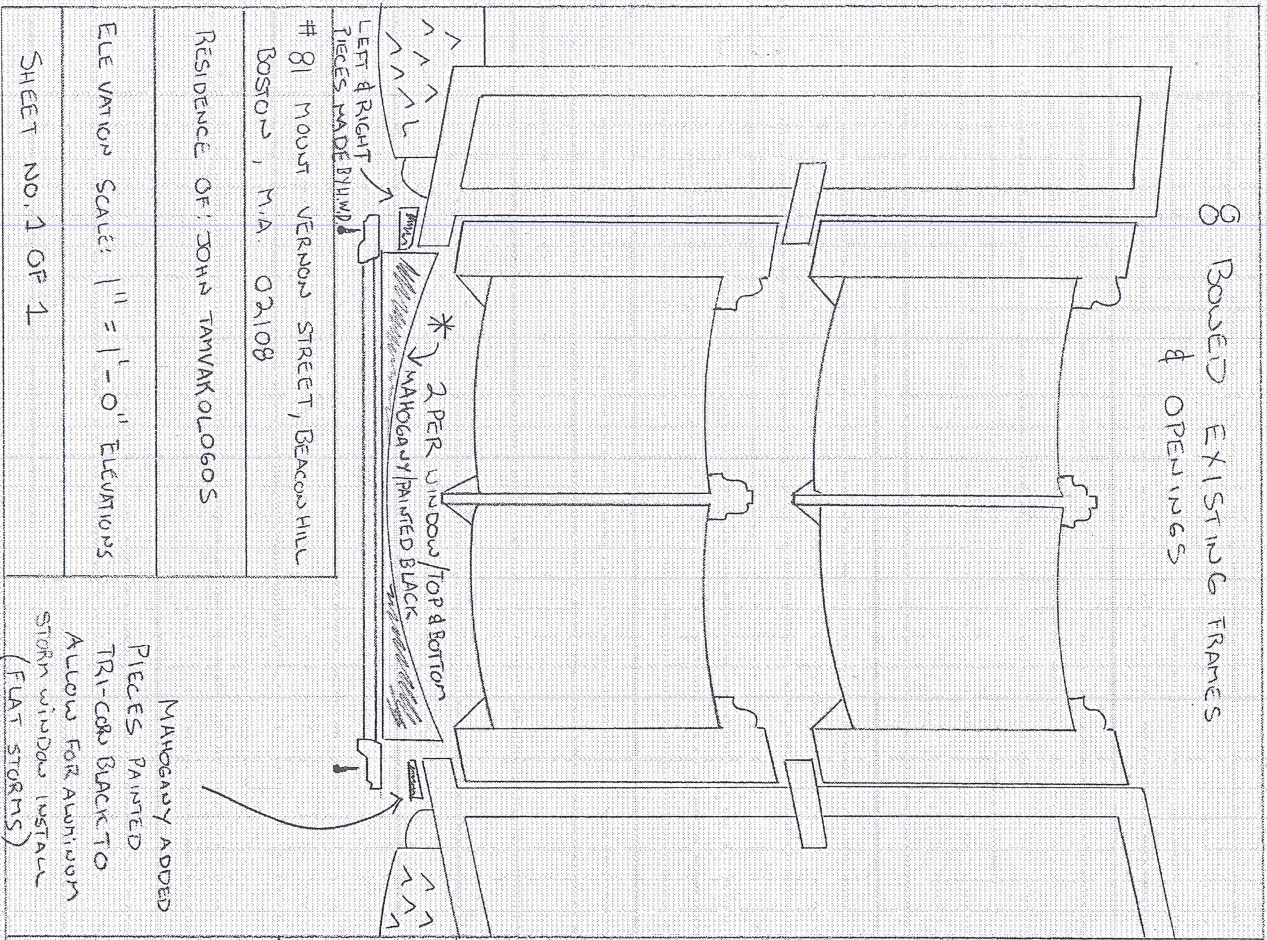 8 BOWED EXISTING FRAMES
& OPENINGS
* 2 PER WINDOW/TOP & BOTTOM
MAHOGANY/PAINTED BLACK
LEFT & RIGHT
PIECES MADE BY H.W.D
# 81 MOUNT VERNON STREET, BEACON HILL
BOSTON, M.A. 02108
RESIDENCE OF: JOHN TAMVAKOLOGOS
ELEVATION SCALE: 1" = 1'-0" ELEVATIONS
SHEET NO. 1 OF 1
MAHOGANY ADDED
PIECES PAINTED
TRI-CORN BLACK TO
ALLOW FOR ALUMINUM
STORM WINDOW INSTALL
(FLAT STORMS)